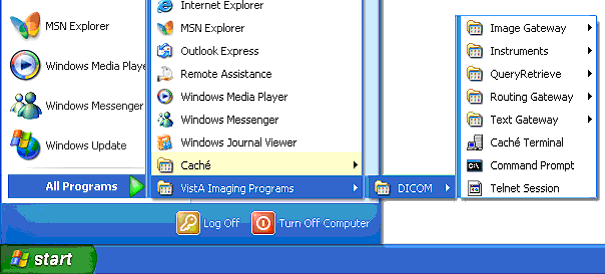 MSN Explorer
Windows Media Player
Windows Messenger
Windows Update
All Programs
Internet Explorer
MSN Explorer
Outlook Express
Remote Assistance
Windows Media Player
Windows Messenger
Windows Journal Viewer
Caché
VistA Imaging Programs
DICOM
Image Gateway
Instruments
QueryRetrieve
Routing Gateway
Text Gateway
Caché Terminal
Command Prompt
Telnet Session
Log Off
Turn Off Computer
start